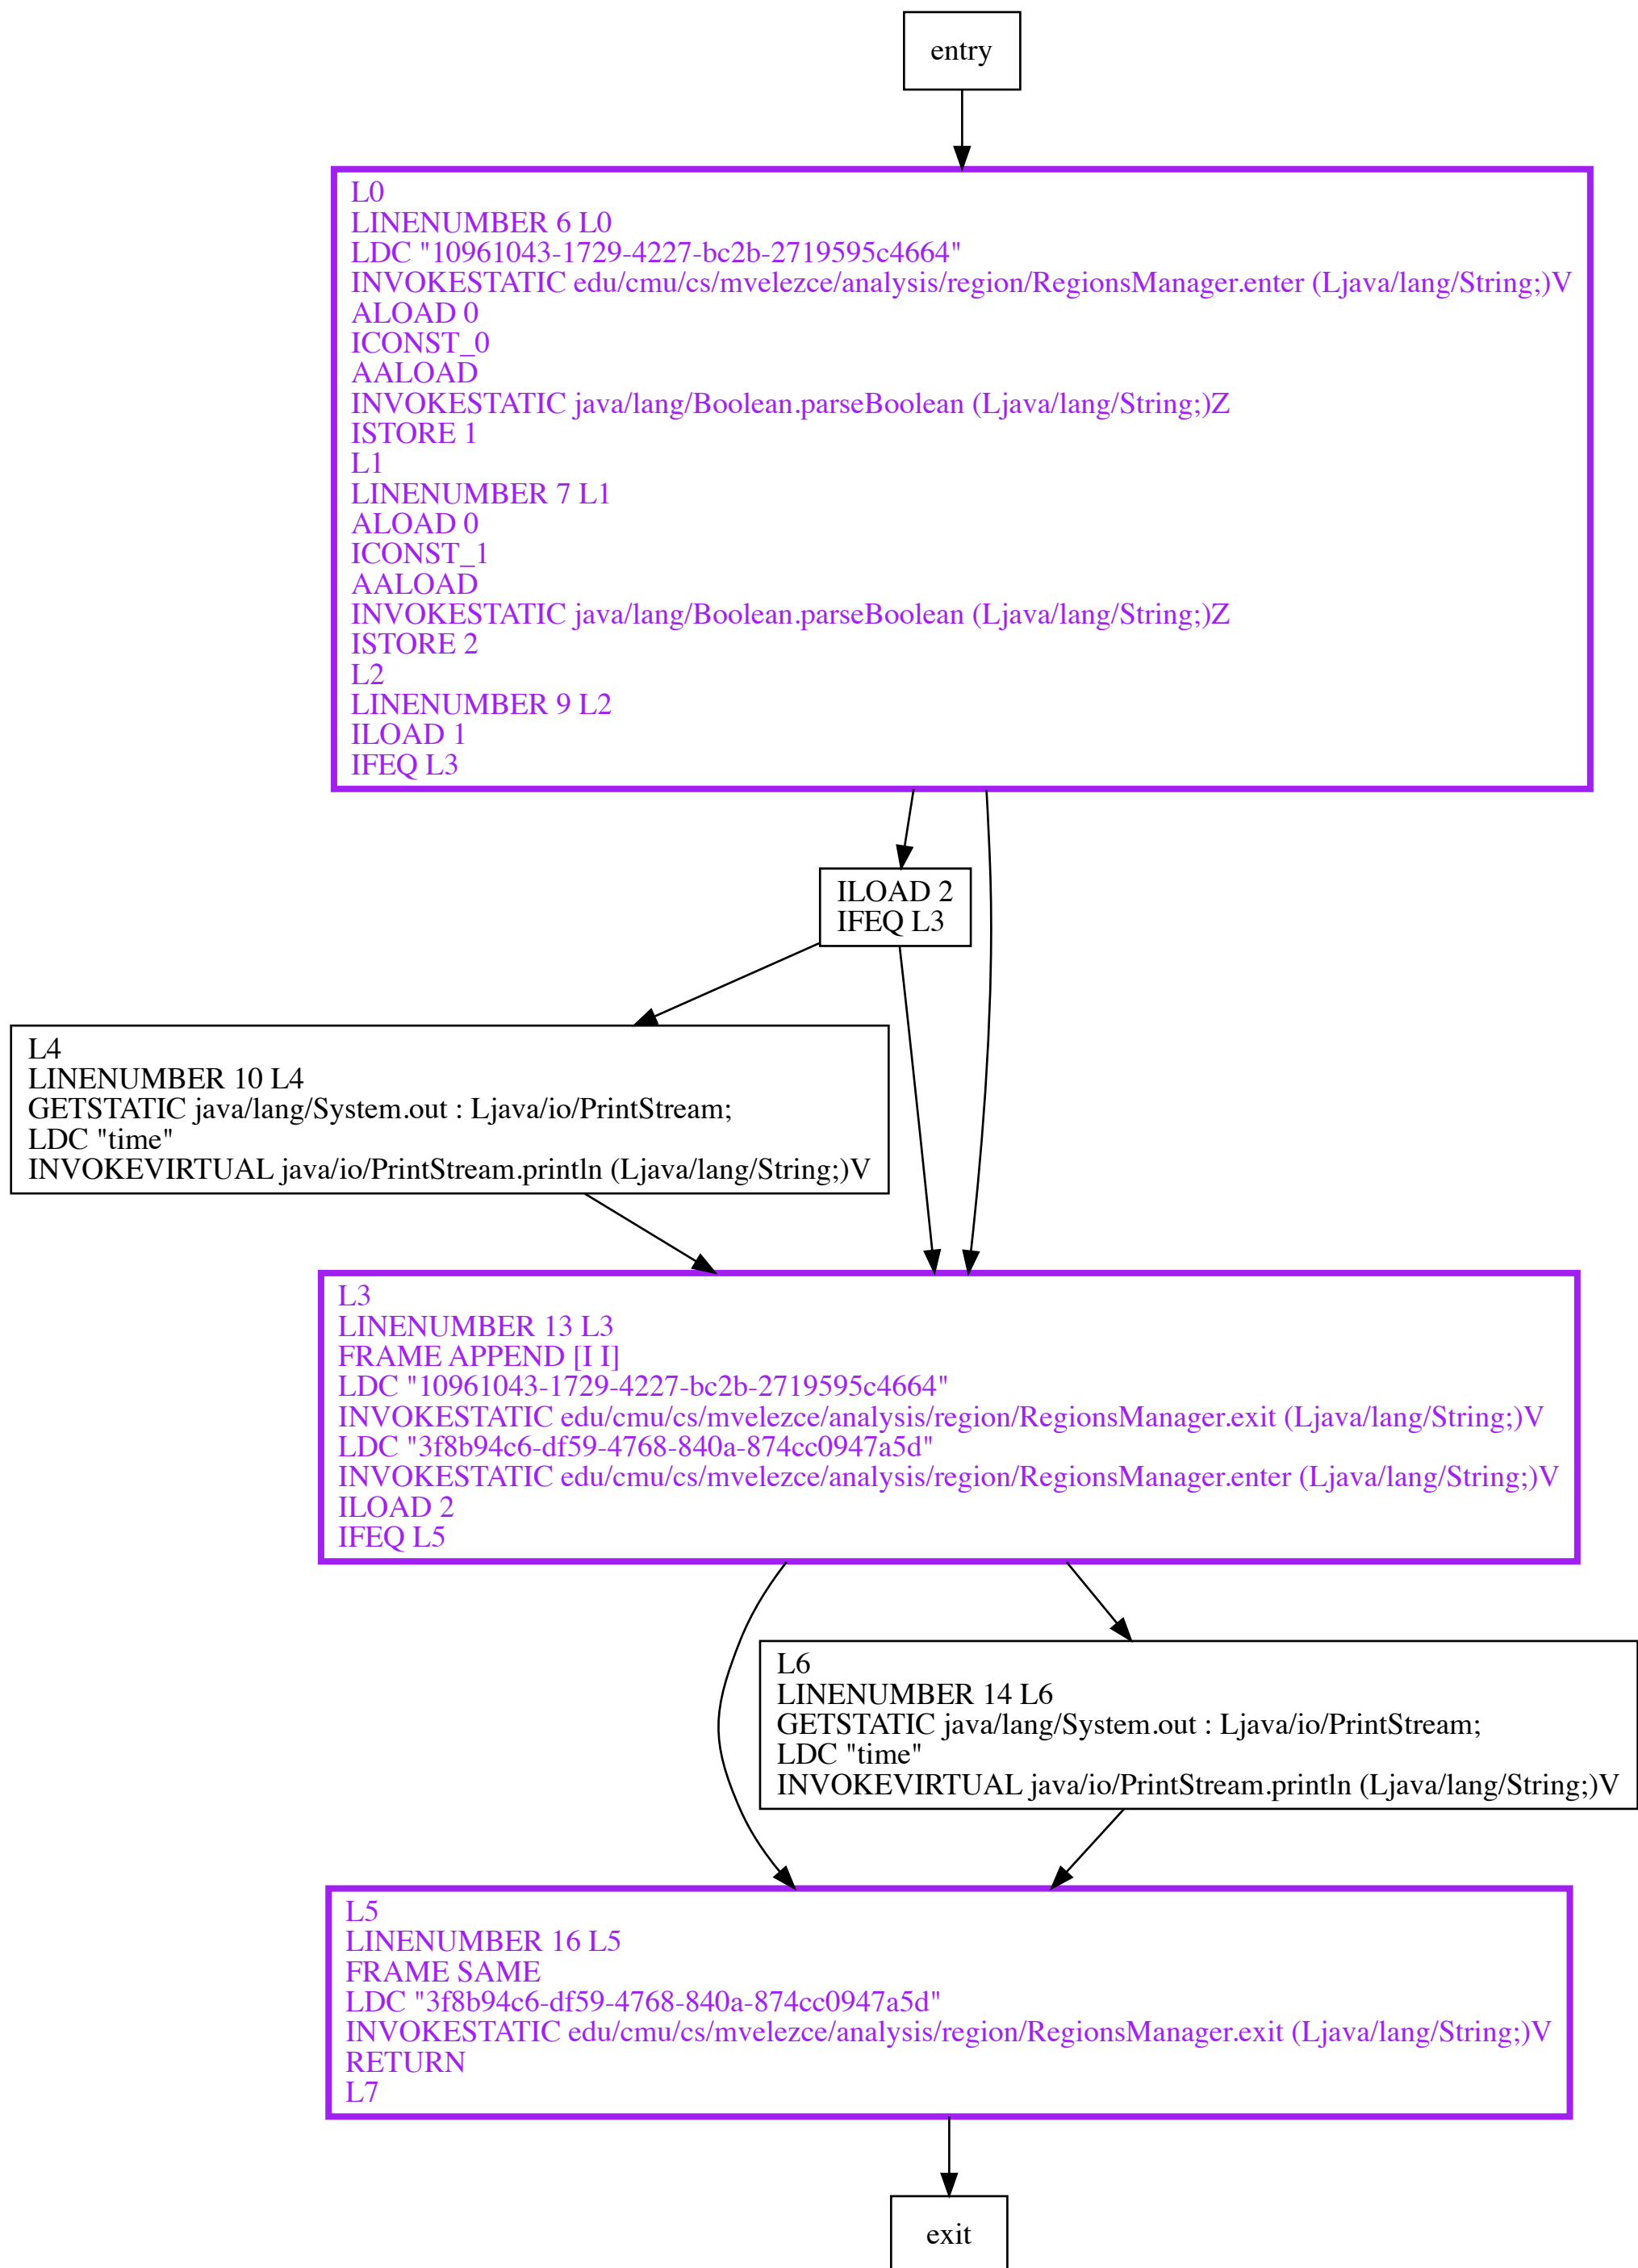 entry
L0
LINENUMBER 6 L0
LDC "10961043-1729-4227-bc2b-2719595c4664"
INVOKESTATIC edu/cmu/cs/mvelezce/analysis/region/RegionsManager.enter (Ljava/lang/String;)V
ALOAD 0
ICONST_0
AALOAD
INVOKESTATIC java/lang/Boolean.parseBoolean (Ljava/lang/String;)Z
ISTORE 1
L1
LINENUMBER 7 L1
ALOAD 0
ICONST_1
AALOAD
INVOKESTATIC java/lang/Boolean.parseBoolean (Ljava/lang/String;)Z
ISTORE 2
L2
LINENUMBER 9 L2
ILOAD 1
IFEQ L3
ILOAD 2
IFEQ L3
L4
LINENUMBER 10 L4
GETSTATIC java/lang/System.out : Ljava/io/PrintStream;
LDC "time"
INVOKEVIRTUAL java/io/PrintStream.println (Ljava/lang/String;)V
L3
LINENUMBER 13 L3
FRAME APPEND [I I]
LDC "10961043-1729-4227-bc2b-2719595c4664"
INVOKESTATIC edu/cmu/cs/mvelezce/analysis/region/RegionsManager.exit (Ljava/lang/String;)V
LDC "3f8b94c6-df59-4768-840a-874cc0947a5d"
INVOKESTATIC edu/cmu/cs/mvelezce/analysis/region/RegionsManager.enter (Ljava/lang/String;)V
ILOAD 2
IFEQ L5
L6
LINENUMBER 14 L6
GETSTATIC java/lang/System.out : Ljava/io/PrintStream;
LDC "time"
INVOKEVIRTUAL java/io/PrintStream.println (Ljava/lang/String;)V
L5
LINENUMBER 16 L5
FRAME SAME
LDC "3f8b94c6-df59-4768-840a-874cc0947a5d"
INVOKESTATIC edu/cmu/cs/mvelezce/analysis/region/RegionsManager.exit (Ljava/lang/String;)V
RETURN
L7
exit